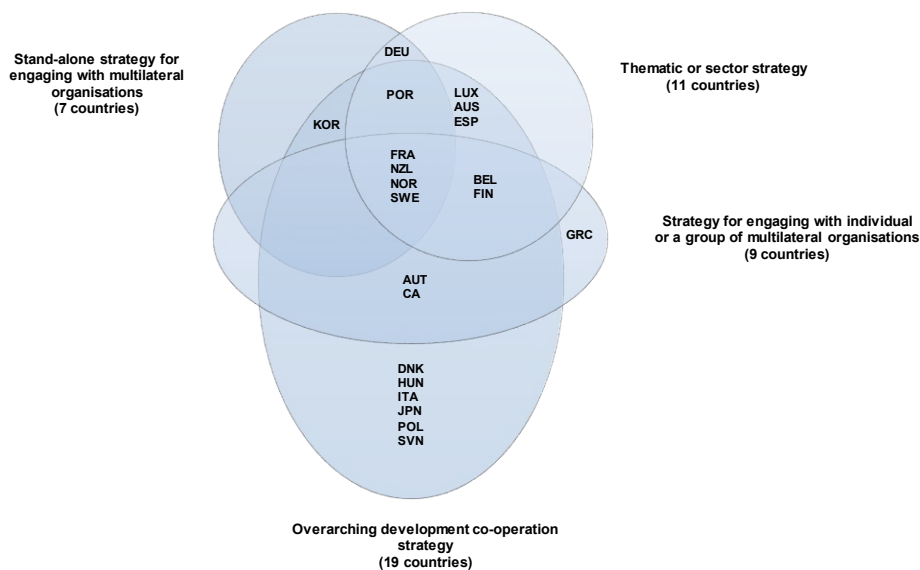 Stand-alone strategy for
engaging with multilateral
organisations
(7 countries)
DEU
Thematic or sector strategy
(11 countries)
POR
LUX
AUS
ESP
KOR
FRA
NZL
NOR
SWE
BEL
FIN
Strategy for engaging with individual
or a group of multilateral organisations
(9 countries)
GRC
AUT
CA
DNK
HUN
ITA
JPN
POL
SVN
Overarching development co-operation
strategy
(19 countries)